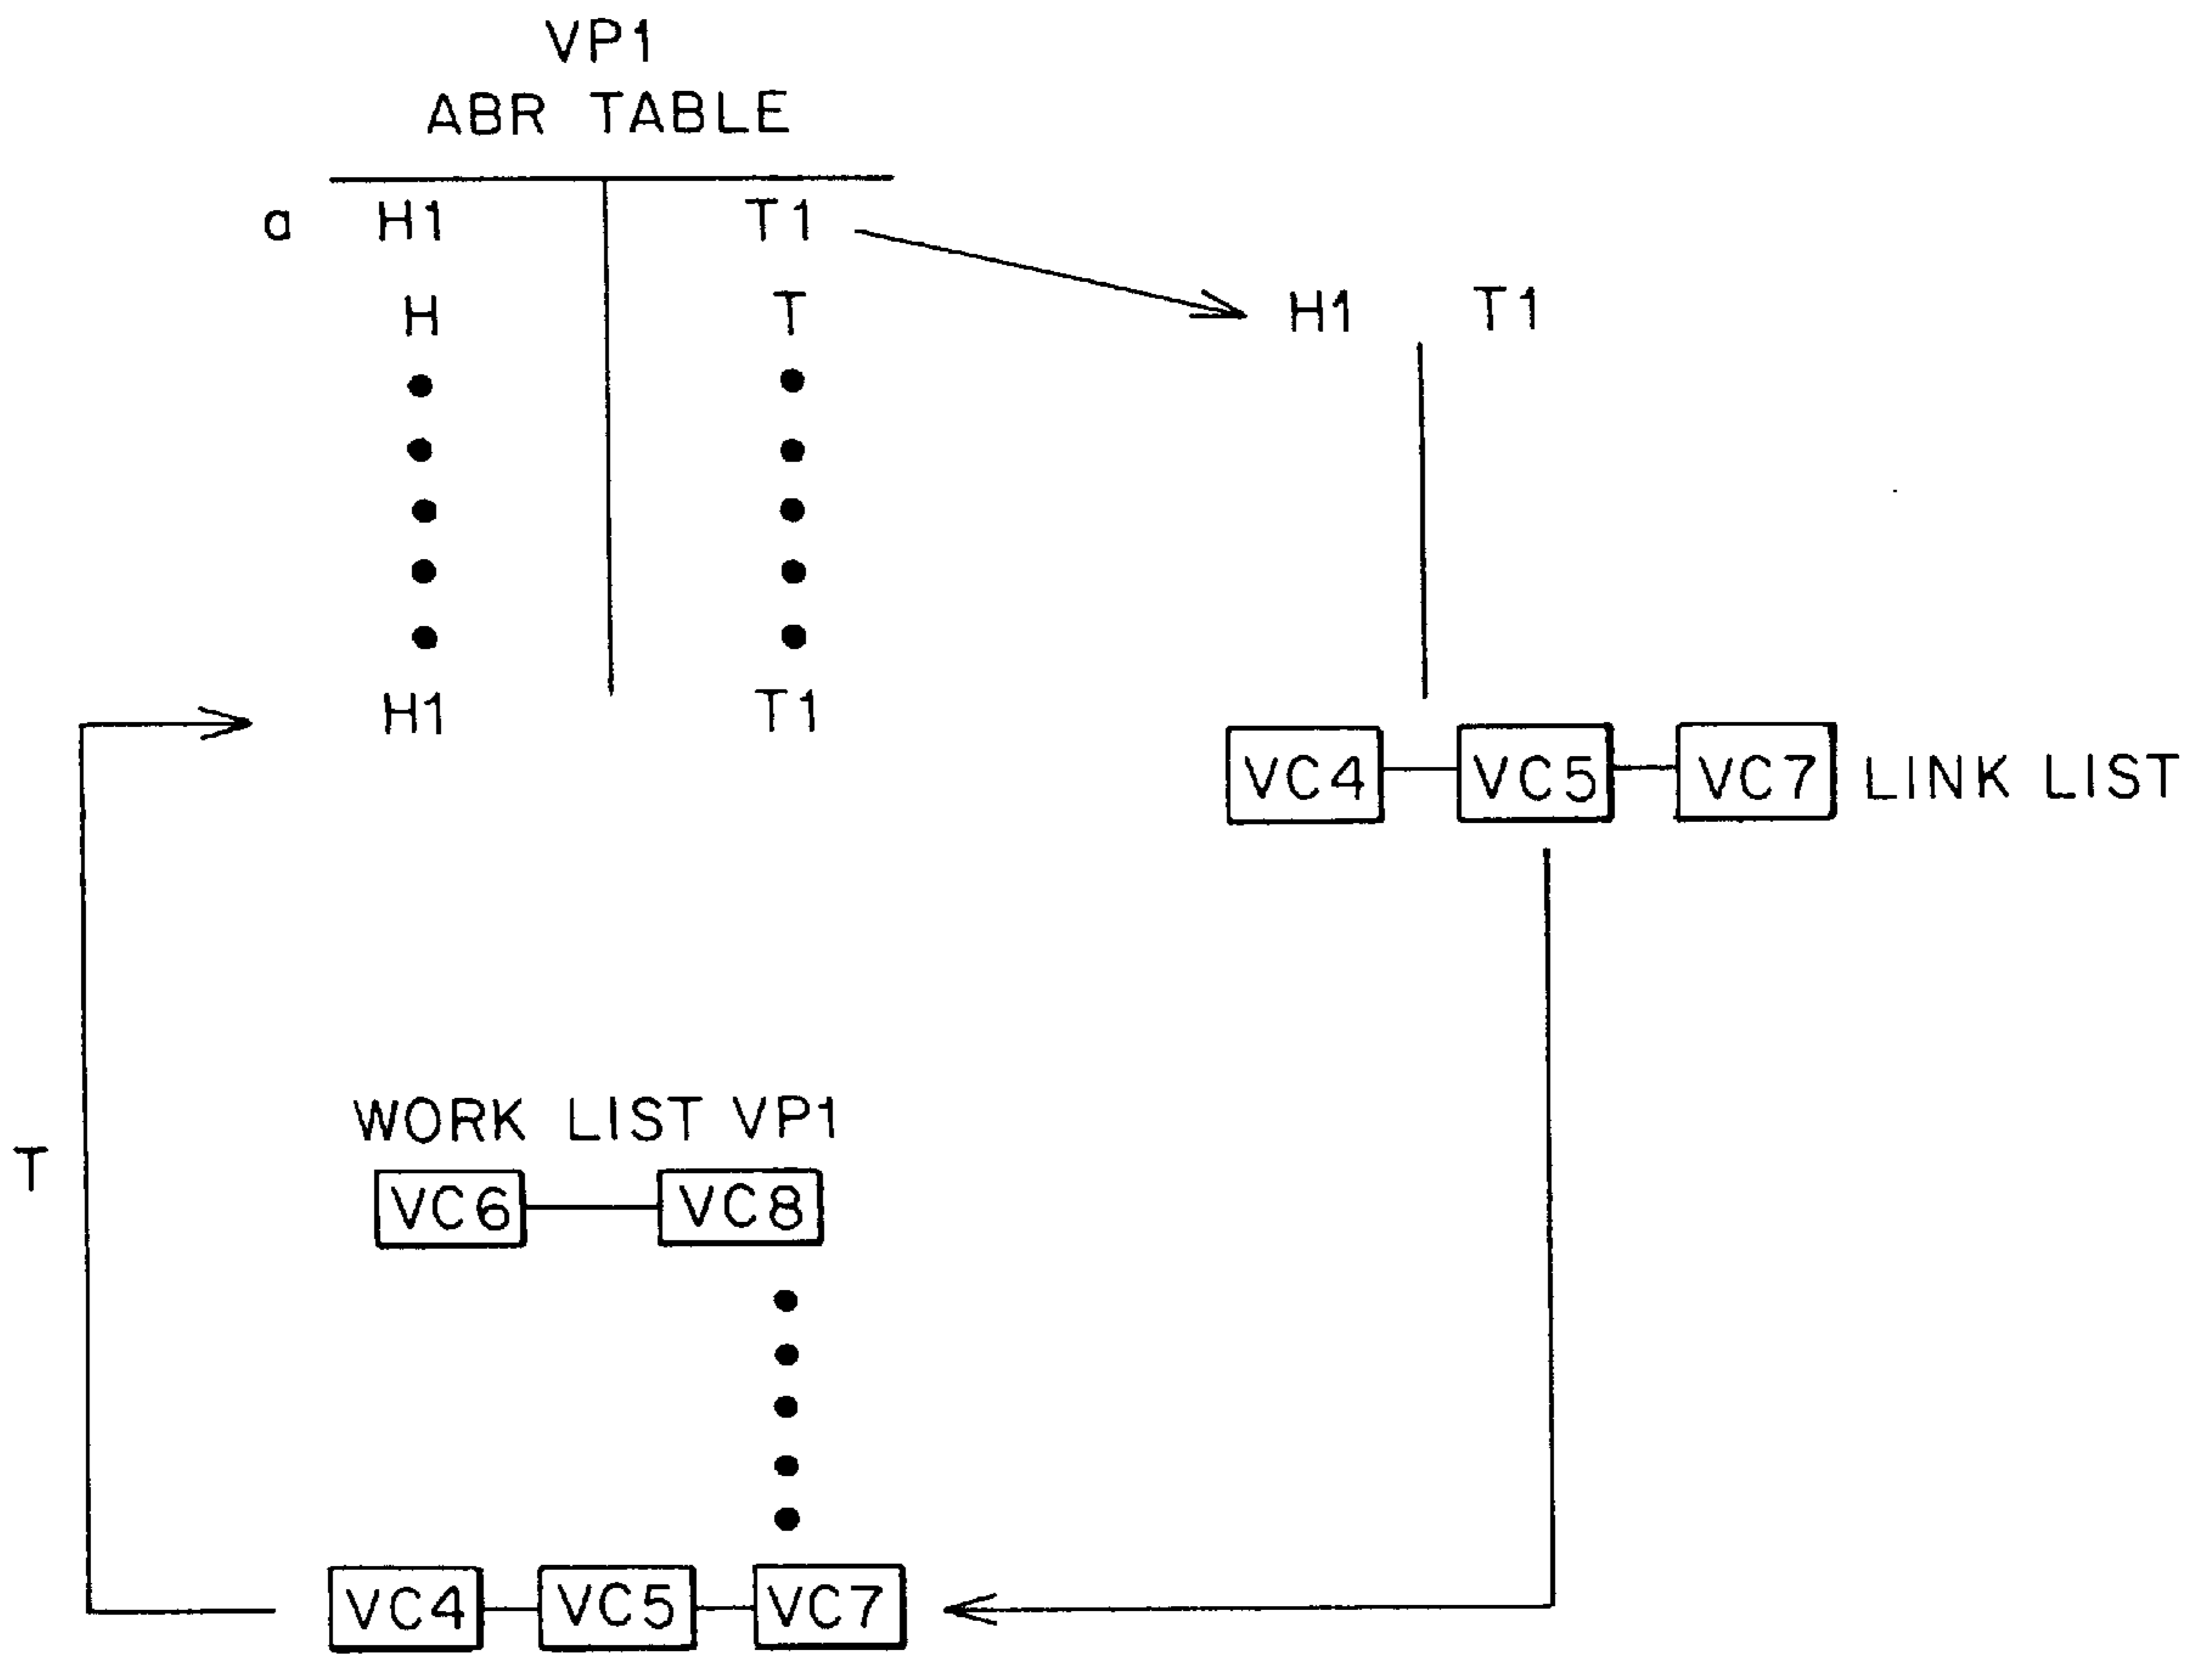 VP1
ABR TABLE
a H1 T1
H T
H1 T1
H1 T1
VC4 VC5 VC7 LINK LIST
WORK LIST VP1
T
VC6 VC8
VC4 VC5 VC7